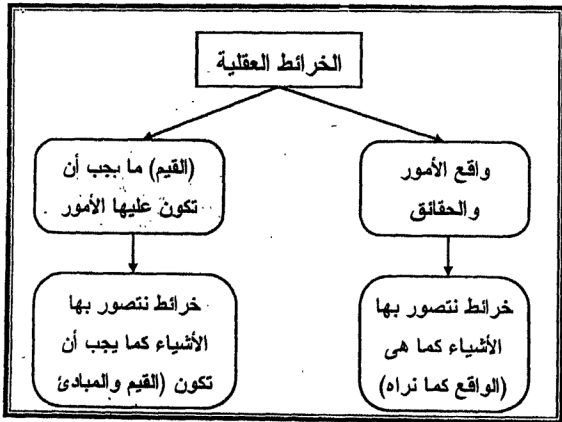 الخرائط العقلية
واقع الأمور
والحقائق
(القيم) ما يجب أن
تكون عليها الأمور
خرائط نتصور بها
الأشياء كما هى
(الواقع كما نراه)
خرائط نتصور بها
الأشياء كما يجب أن
تكون (القيم والمبادئ